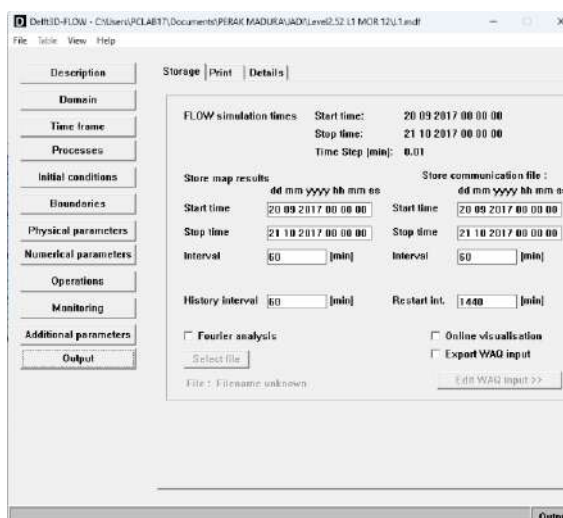 Delft3D-FLOW - C:\Users\PCLAB17\Documents\PERAK MADURA\JADI\Level2.52 L1 MOR 12\L1.mdf
File Table View Help
Description
Domain
Time frame
Processes
Initial conditions
Boundaries
Physical parameters
Numerical parameters
Operations
Monitoring
Additional parameters
Output
Storage Print Details
FLOW simulation times Start time: 20 09 2017 00 00 00
Stop time: 21 10 2017 00 00 00
Time Step [min]: 0.01
Store map results Store communication file :
dd mm yyyy hh mm ss dd mm yyyy hh mm ss
Start time 20 09 2017 00 00 00 Start time 20 09 2017 00 00 00
Stop time 21 10 2017 00 00 00 Stop time 21 10 2017 00 00 00
Interval 60 [min] Interval 60 [min]
History interval 60 [min] Restart int. 1440 [min]
Fourier analysis Online visualisation
Export WAQ input
Select file Edit WAQ input >>
File : Filename unknown